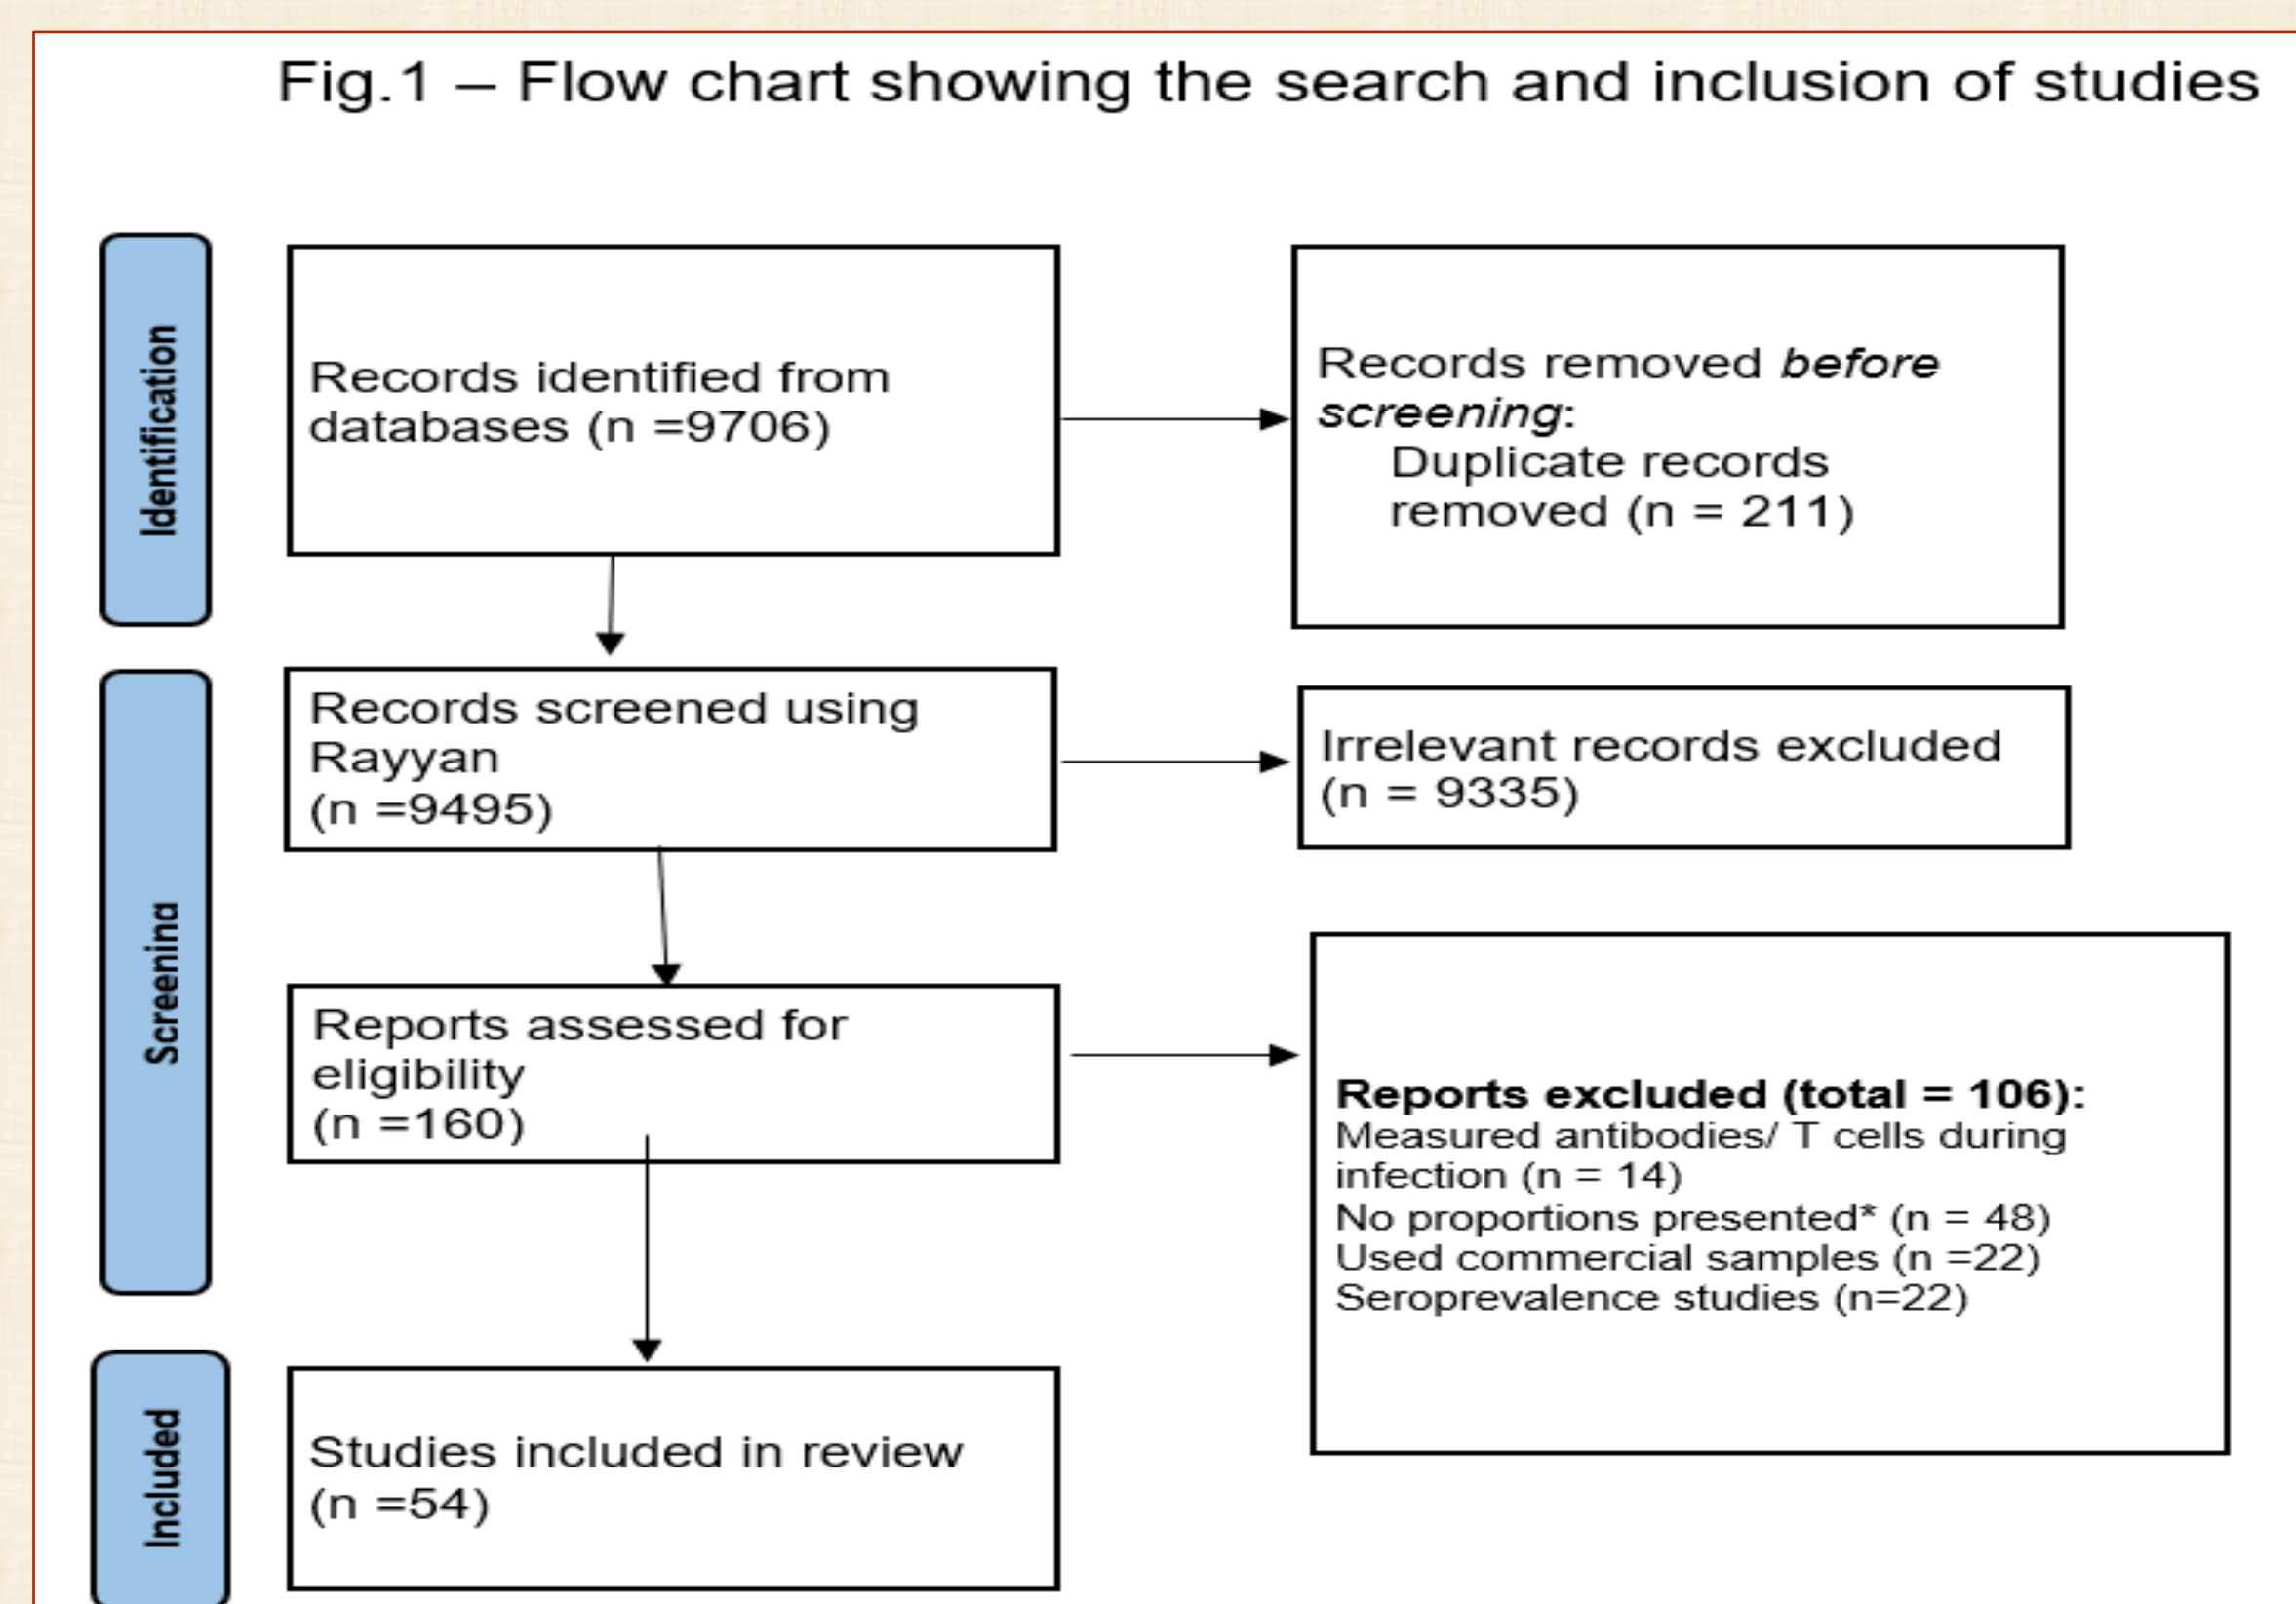 Fig.1 – Flow chart showing the search and inclusion of studies
Identification
Records identified from
databases (n =9706)
Records removed before
screening:
Duplicate records
removed (n = 211)
Screening
Records screened using
Rayyan
(n =9495)
Irrelevant records excluded
(n = 9335)
Reports assessed for
eligibility
(n =160)
Reports excluded (total = 106):
Measured antibodies/ T cells during
infection (n = 14)
No proportions presented* (n = 48)
Used commercial samples (n =22)
Seroprevalence studies (n=22)
Included
Studies included in review
(n =54)